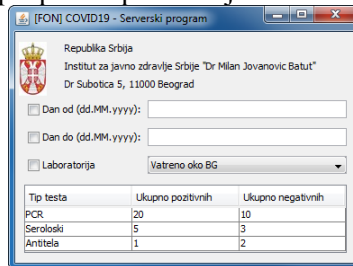 [FON] COVID19 - Serverski program
Republika Srbija
Institut za javno zdravlje Srbije "Dr Milan Jovanovic Batut"
Dr Subotica 5, 11000 Beograd
Dan od (dd.MM.yyyy):
Dan do (dd.MM.yyyy):
Laboratorija Vatreno oko BG
Tip testa Ukupno pozitivnih Ukupno negativnih
PCR 20 10
Seroloski 5 3
Antitela 1 2